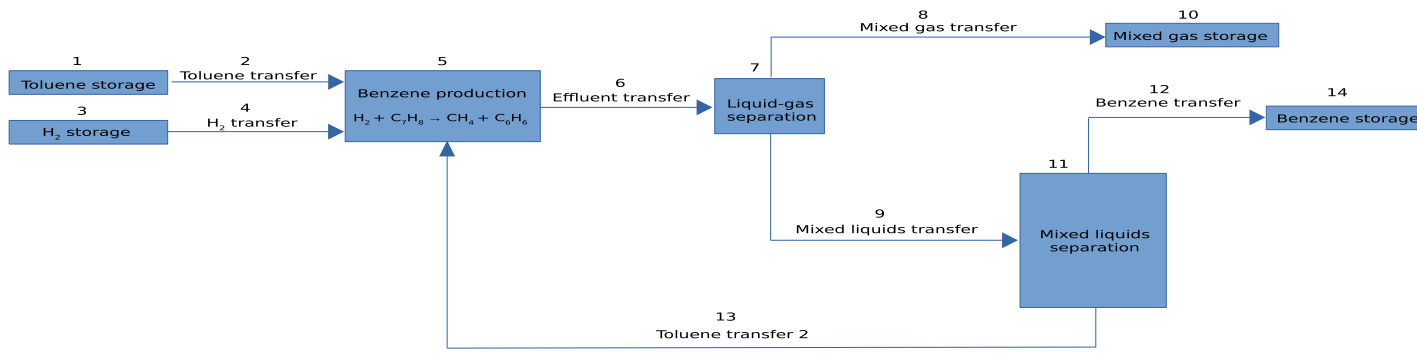 1
Toluene storage
2
Toluene transfer
3
H2 storage
4
H2 transfer
5
Benzene production
H2 + C7H8 → CH4 + C6H6
6
Effluent transfer
7
Liquid-gas
separation
8
Mixed gas transfer
10
Mixed gas storage
9
Mixed liquids transfer
11
Mixed liquids
separation
12
Benzene transfer
14
Benzene storage
13
Toluene transfer 2